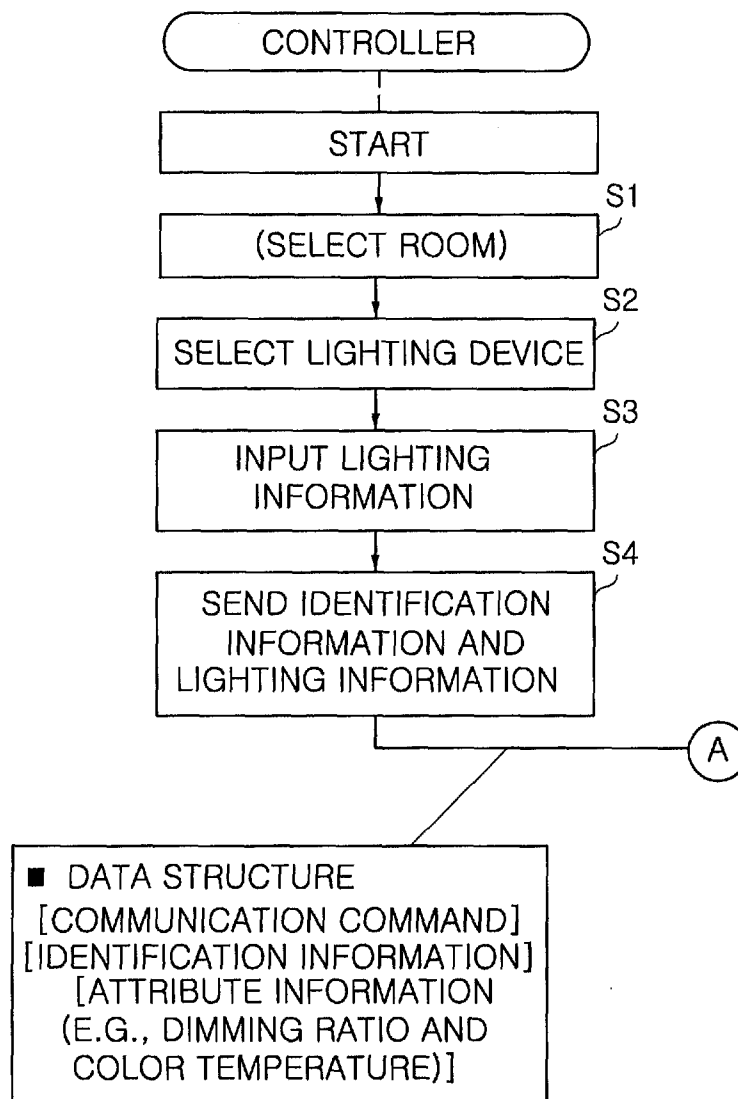 CONTROLLER
START
S1
(SELECT ROOM)
S2
SELECT LIGHTING DEVICE
S3
INPUT LIGHTING
INFORMATION
S4
SEND IDENTIFICATION
INFORMATION AND
LIGHTING INFORMATION
A
■ DATA STRUCTURE
[COMMUNICATION COMMAND]
[IDENTIFICATION INFORMATION]
[ATTRIBUTE INFORMATION
(E.G., DIMMING RATIO AND
COLOR TEMPERATURE)]